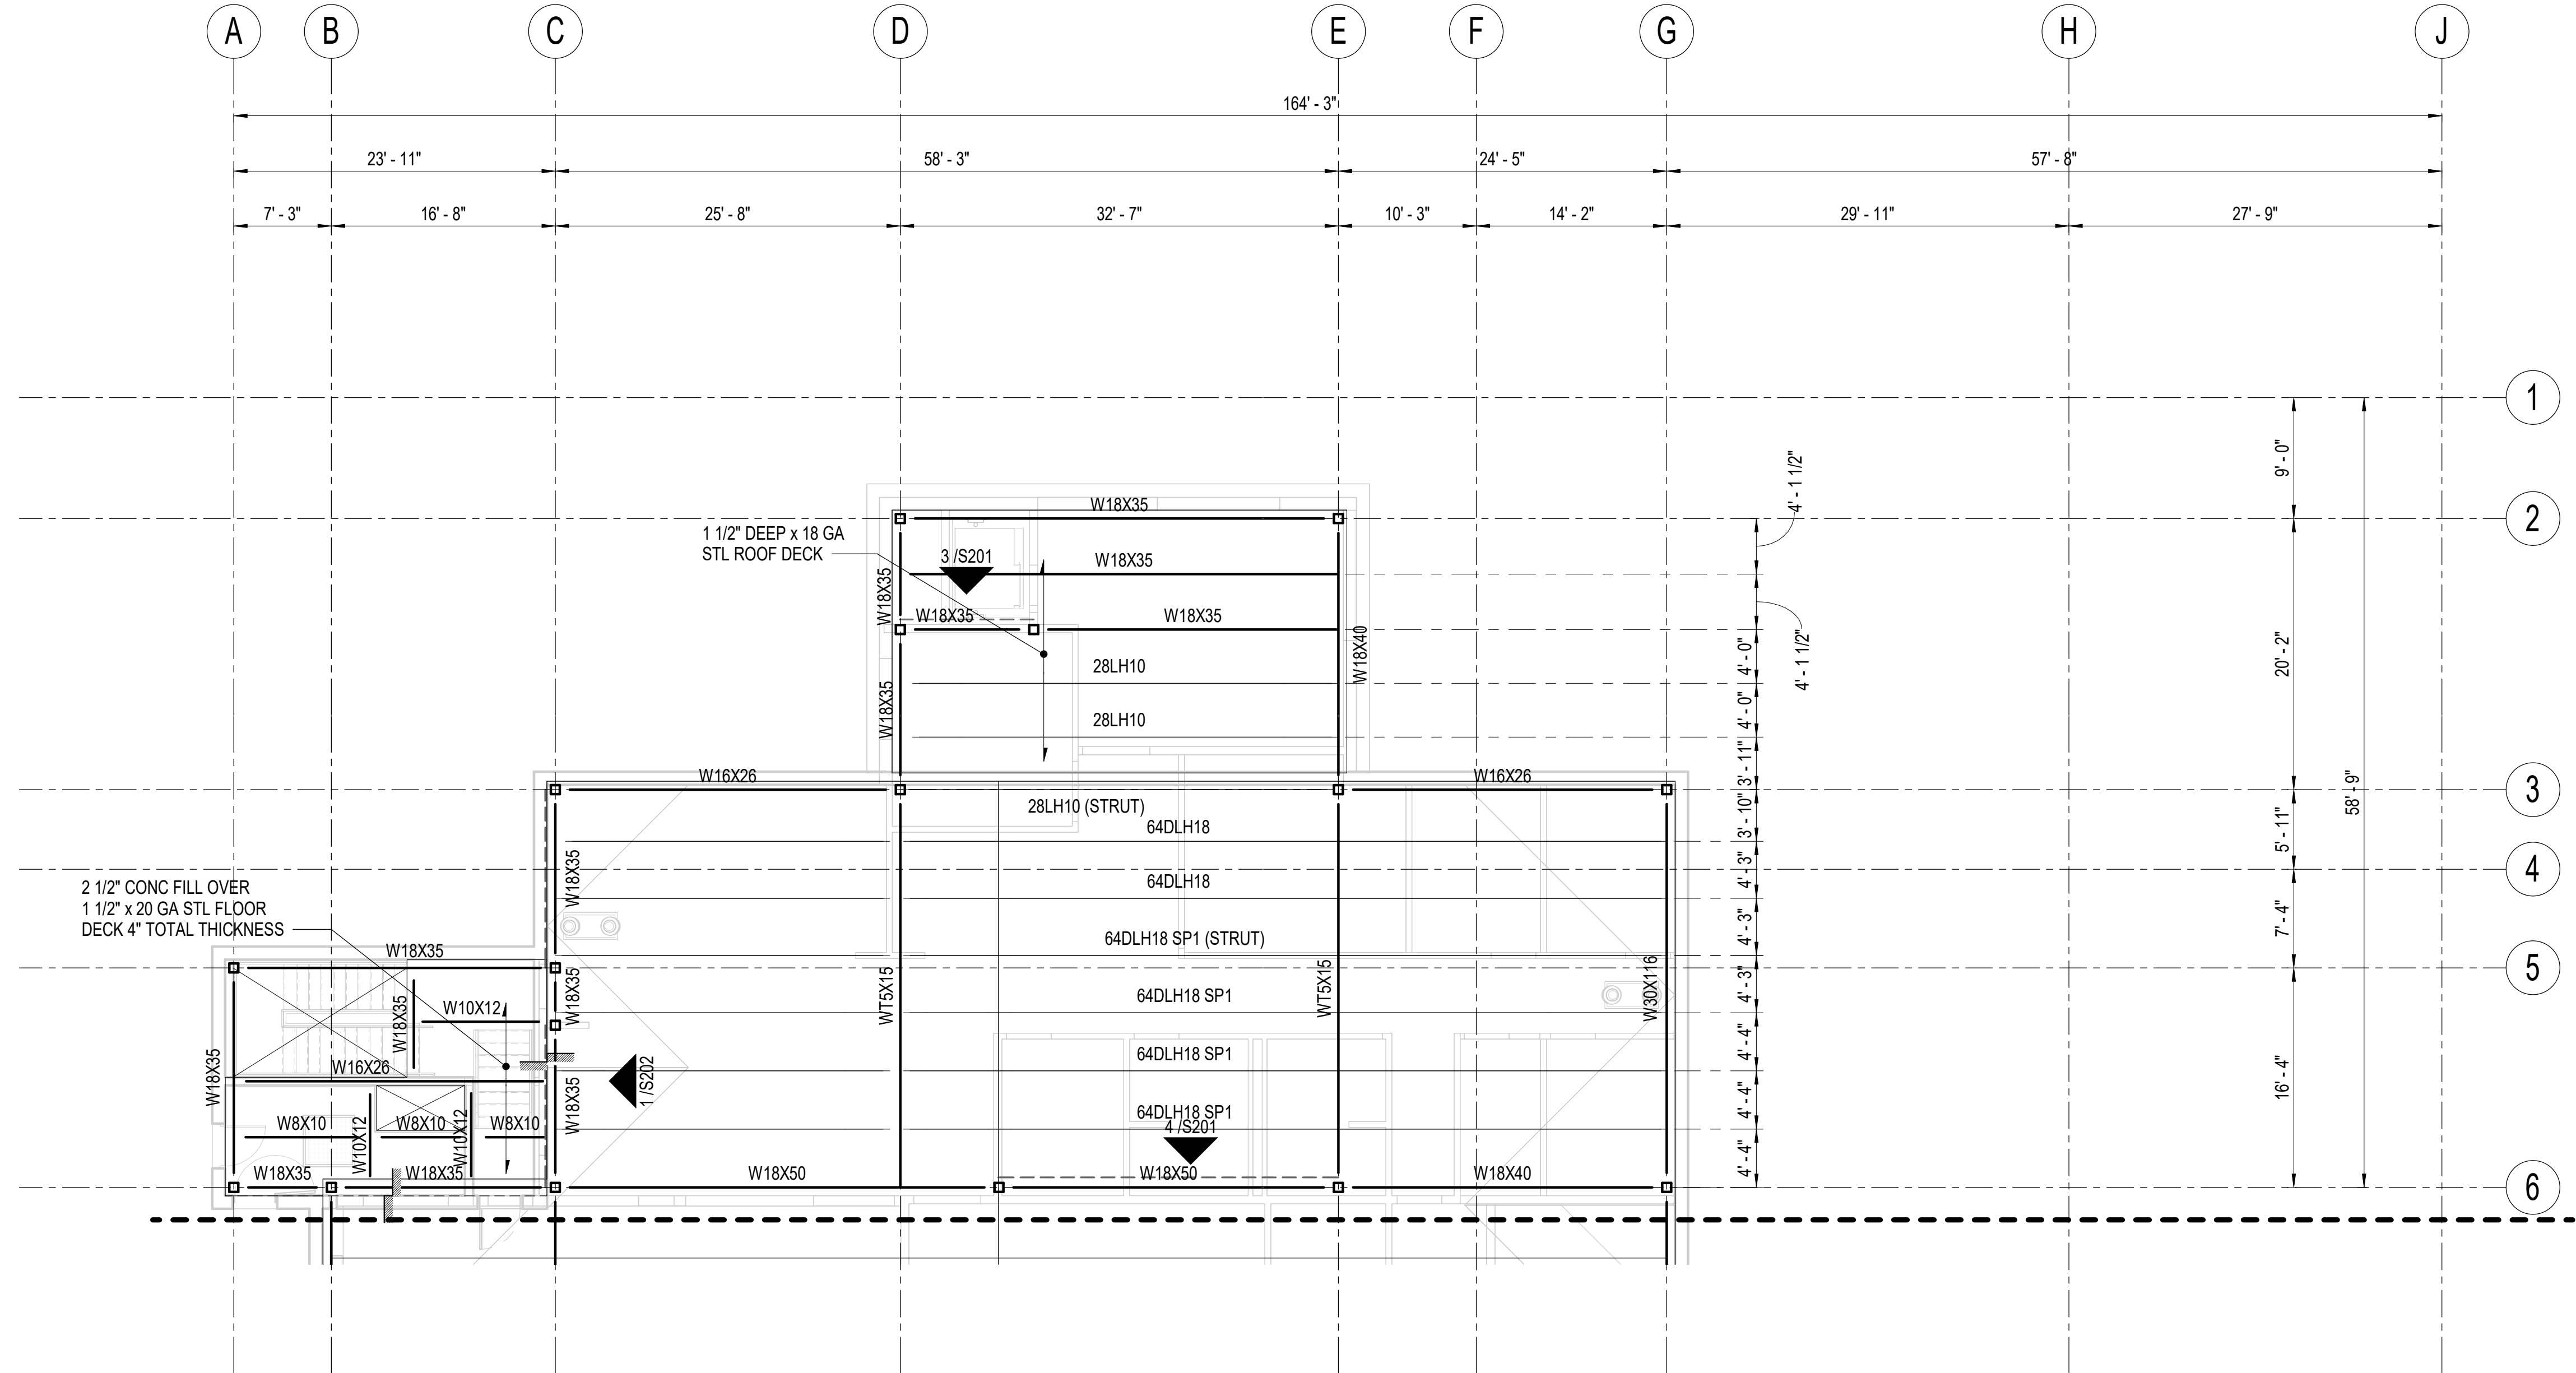 A B C D E F G H J
164' - 3"
23' - 11" 58' - 3" 24' - 5" 57' - 8"
7' - 3" 16' - 8" 25' - 8" 32' - 7" 10' - 3" 14' - 2" 29' - 11" 27' - 9"
1
9' - 0"
4' - 1 1/2"
W18X35
2
1 1/2" DEEP x 18 GA
STL ROOF DECK
3 /S201
W18X35
W18X35
W18X35
W18X35
4' - 1 1/2"
20' - 2"
W18X40
28LH10
4' - 0"
W18X35
28LH10
4' - 0"
3' - 11"
W16X26
W16X26
3
58' - 9"
28LH10 (STRUT)
3' - 10"
5' - 11"
64DLH18
4' - 3"
4
W18X35
64DLH18
2 1/2" CONC FILL OVER
1 1/2" x 20 GA STL FLOOR
DECK 4" TOTAL THICKNESS
4' - 3"
7' - 4"
64DLH18 SP1 (STRUT)
W18X35
5
W18X35
WT5X15
WT5X15
W30X116
4' - 3"
64DLH18 SP1
W18X35
W10X12
4' - 4"
64DLH18 SP1
W18X35
W16X26
1 /S202
W18X35
16' - 4"
4' - 4"
64DLH18 SP1
4 /S201
W8X10
W10X12
W8X10
W10X12
W8X10
4' - 4"
W18X35
W18X35
W18X50
W18X50
W18X40
6